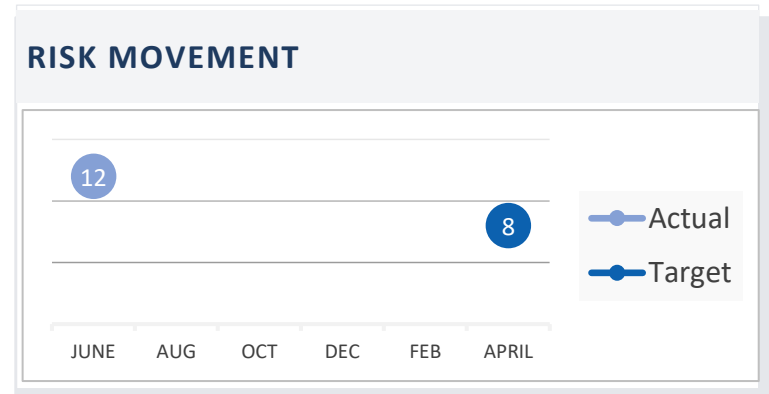 RISK MOVEMENT
12
8
Actual
Target
JUNE AUG OCT DEC FEB APRIL